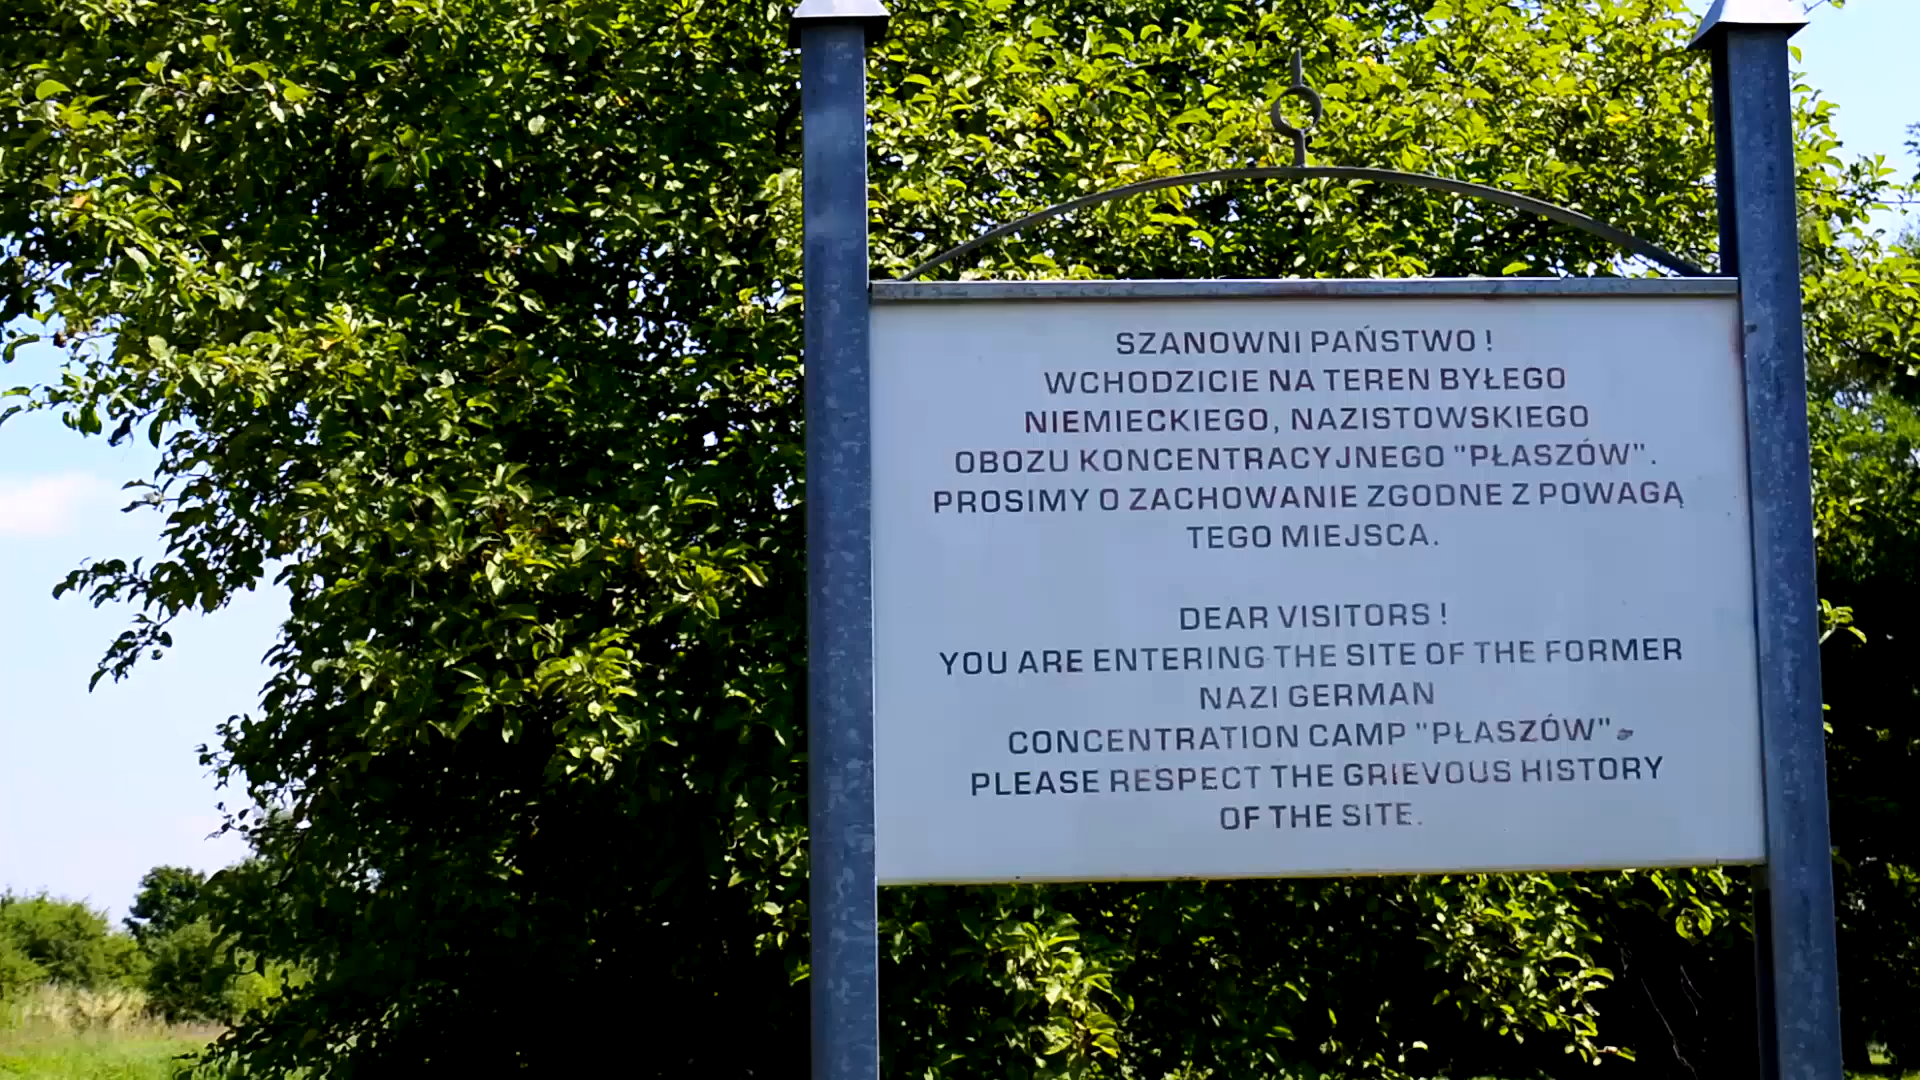 SZANOWNI PAŃSTWO !
WCHODZICIE NA TEREN BYŁEGO
NIEMIECKIEGO, NAZISTOWSKIEGO
OBOZU KONCENTRACYJNEGO "PŁASZÓW".
PROSIMY O ZACHOWANIE ZGODNE Z POWAGĄ
TEGO MIEJSCA.
DEAR VISITORS !
YOU ARE ENTERING THE SITE OF THE FORMER
NAZI GERMAN
CONCENTRATION CAMP "PŁASZÓW".
PLEASE RESPECT THE GRIEVOUS HISTORY
OF THE SITE.